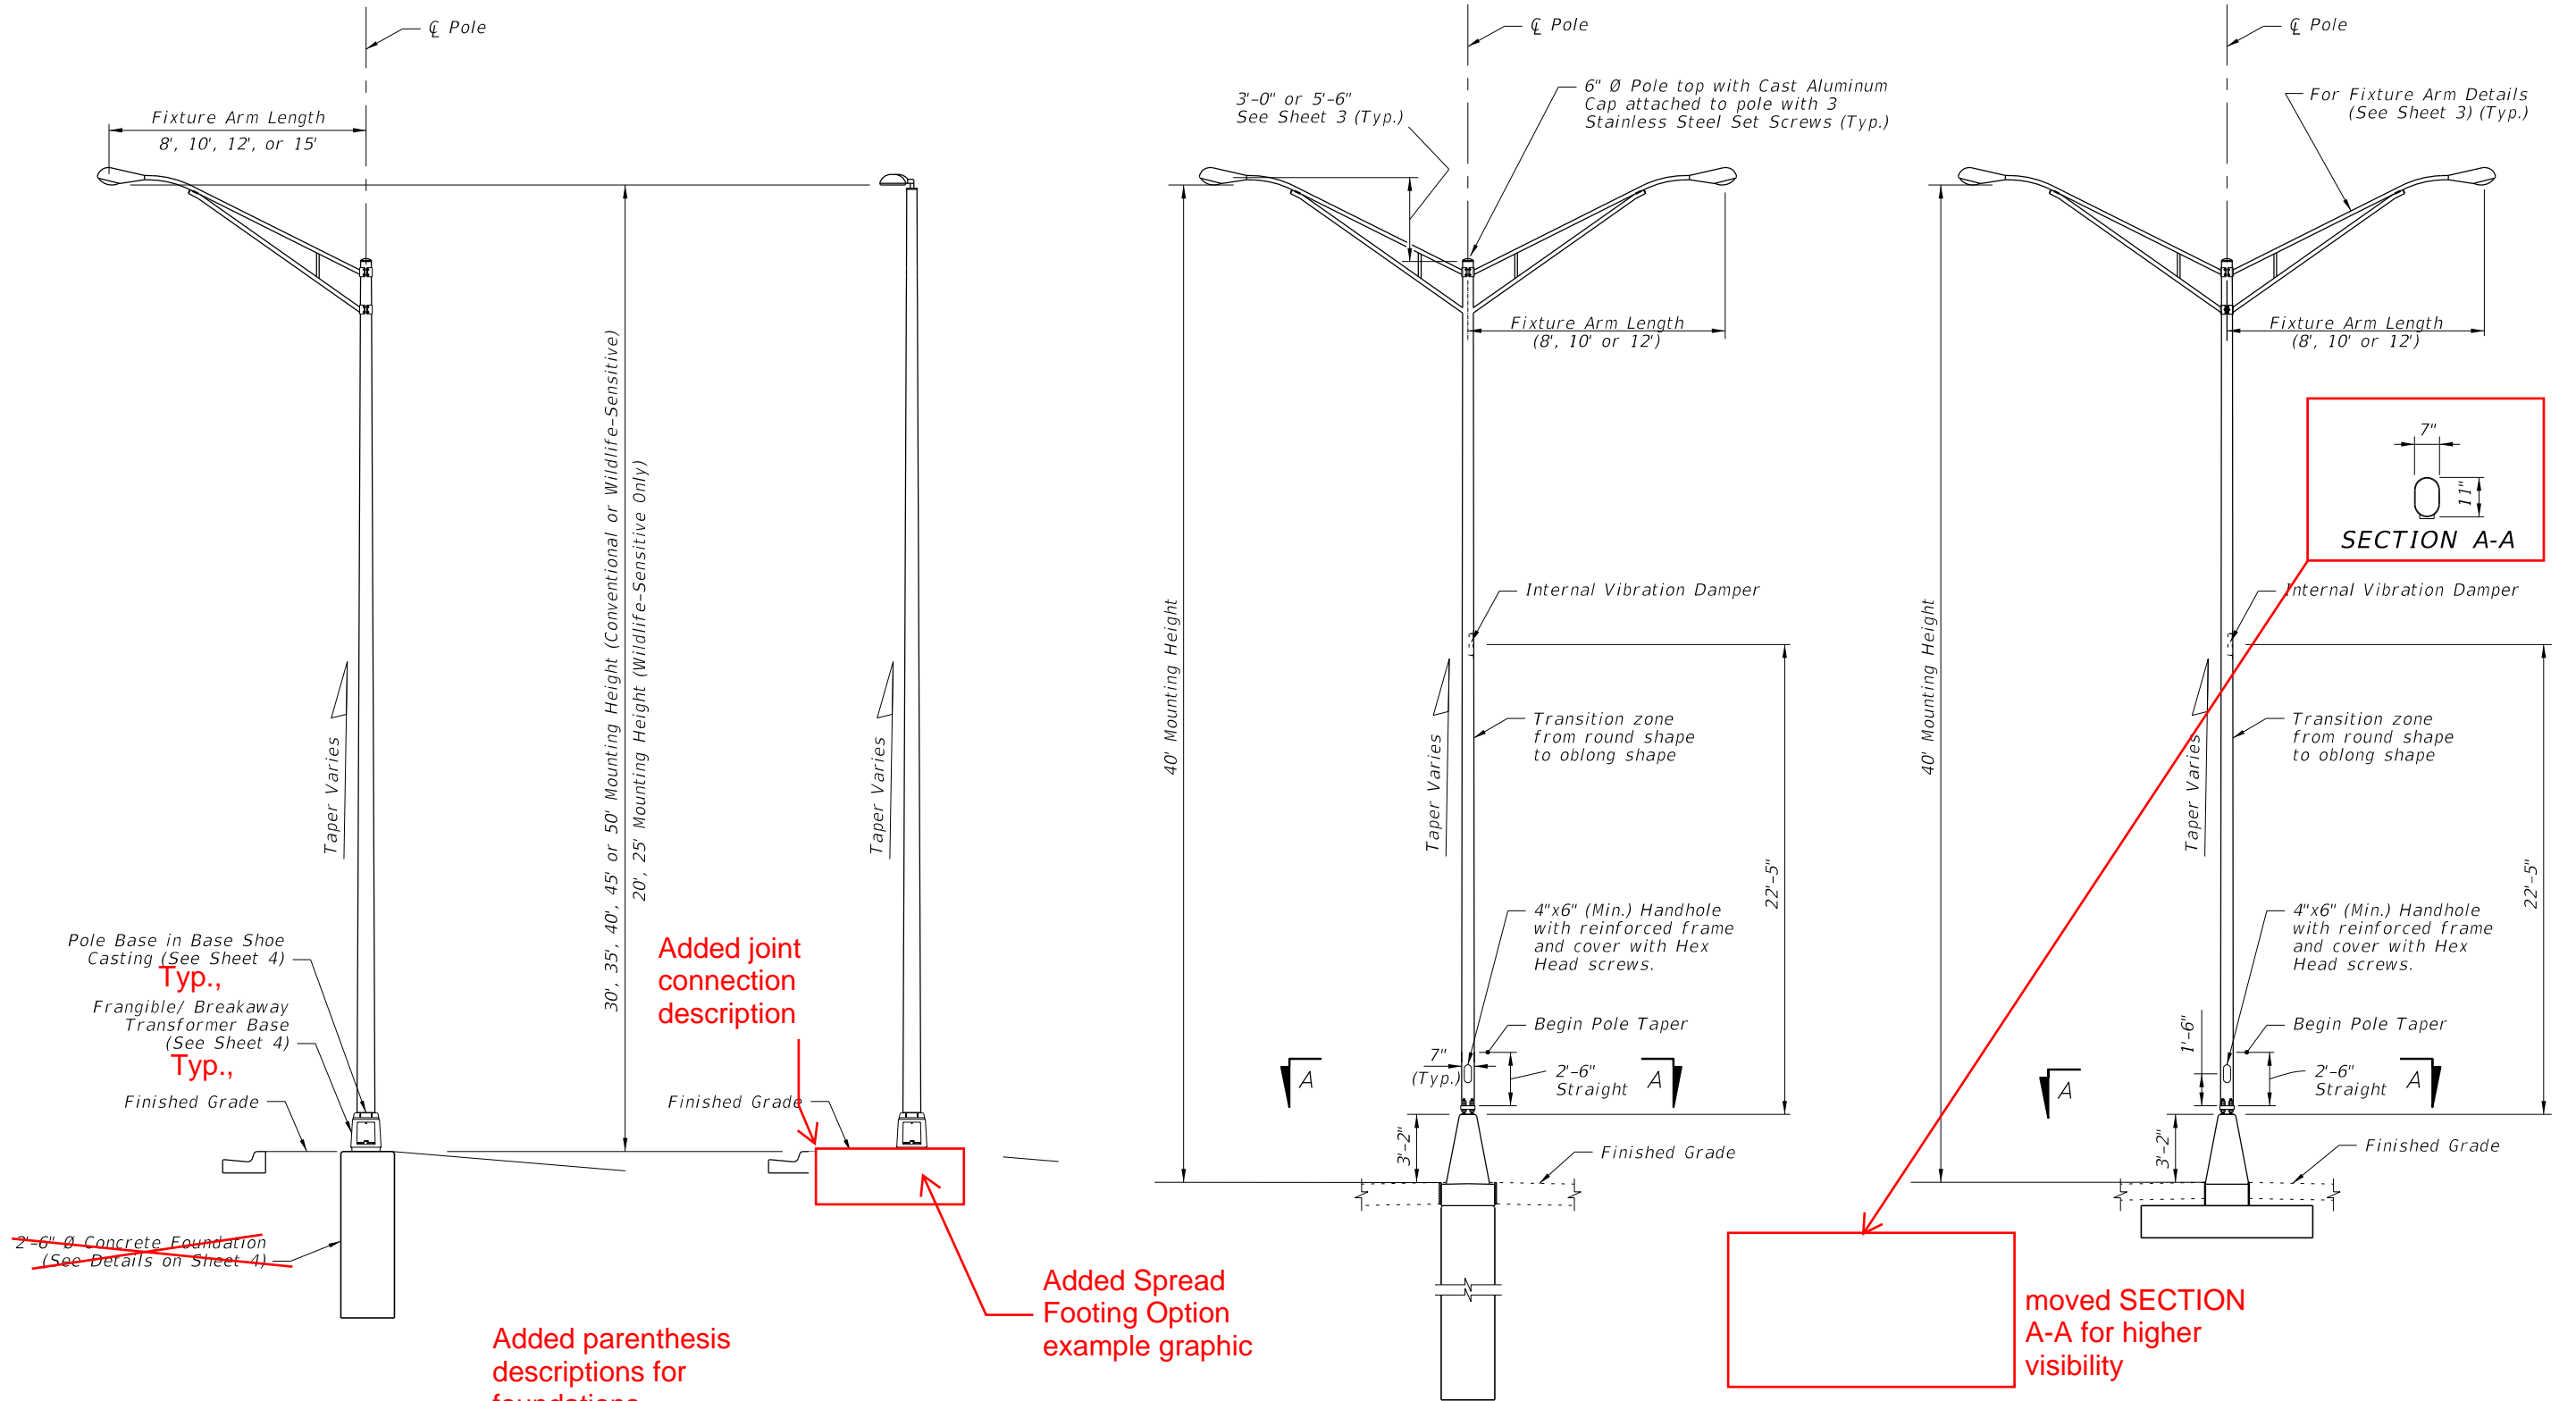 ℄ Pole
Fixture Arm Length
8', 10', 12', or 15'
30', 35', 40', 45' or 50' Mounting Height (Conventional or Wildlife-Sensitive)
20', 25' Mounting Height (Wildlife-Sensitive Only)
Taper Varies
Pole Base in Base Shoe
Casting (See Sheet 4)
Typ.,
Frangible/ Breakaway
Transformer Base
(See Sheet 4)
Typ.,
Finished Grade
2'-6" Ø Concrete Foundation
(See Details on Sheet 4)
Added parenthesis
descriptions for
Taper Varies
Added joint
connection
description
Finished Grade
Added Spread
Footing Option
example graphic
℄ Pole
3'-0" or 5'-6"
See Sheet 3 (Typ.)
6" Ø Pole top with Cast Aluminum
Cap attached to pole with 3
Stainless Steel Set Screws (Typ.)
Fixture Arm Length
(8', 10' or 12')
40' Mounting Height
Internal Vibration Damper
Taper Varies
Transition zone
from round shape
to oblong shape
22'-5"
4"x6" (Min.) Handhole
with reinforced frame
and cover with Hex
Head screws.
Begin Pole Taper
7"
(Typ.)
2'-6"
Straight
A
A
3'-2"
Finished Grade
℄ Pole
For Fixture Arm Details
(See Sheet 3) (Typ.)
Fixture Arm Length
(8', 10' or 12')
7"
11"
SECTION A-A
40' Mounting Height
Internal Vibration Damper
Taper Varies
Transition zone
from round shape
to oblong shape
22'-5"
4"x6" (Min.) Handhole
with reinforced frame
and cover with Hex
Head screws.
1'-6"
Begin Pole Taper
2'-6"
Straight
A
A
3'-2"
Finished Grade
moved SECTION
A-A for higher
visibility